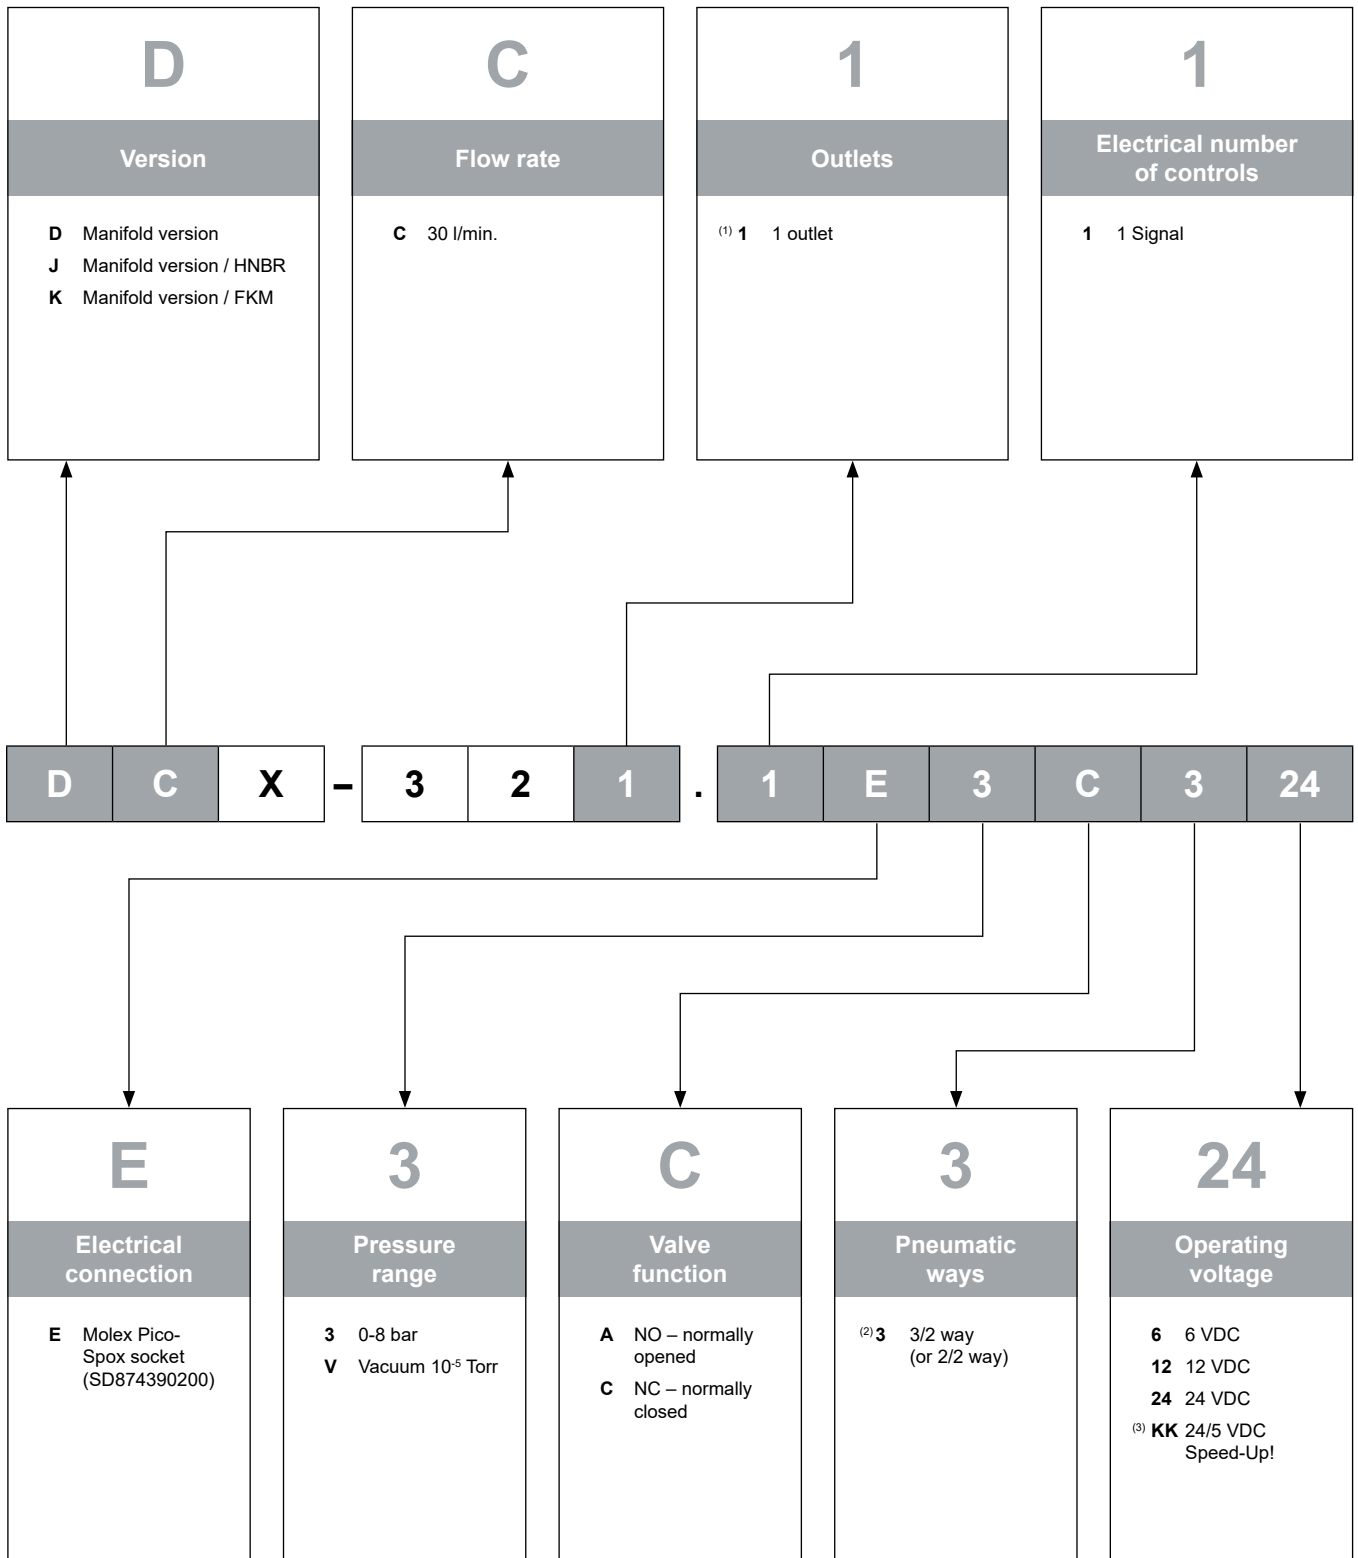 D
Version
D Manifold version
J Manifold version / HNBR
K Manifold version / FKM
C
Flow rate
C 30 l/min.
1
Outlets
(1) 1 1 outlet
1
Electrical number
of controls
1 1 Signal
D C X – 3 2 1 . 1 E 3 C 3 24
E
Electrical
connection
E Molex Pico-
Spox socket
(SD874390200)
3
Pressure
range
3 0-8 bar
V Vacuum 10-5 Torr
C
Valve
function
A NO – normally
opened
C NC – normally
closed
3
Pneumatic
ways
(2) 3 3/2 way
(or 2/2 way)
24
Operating
voltage
6 6 VDC
12 12 VDC
24 24 VDC
(3) KK 24/5 VDC
Speed-Up!